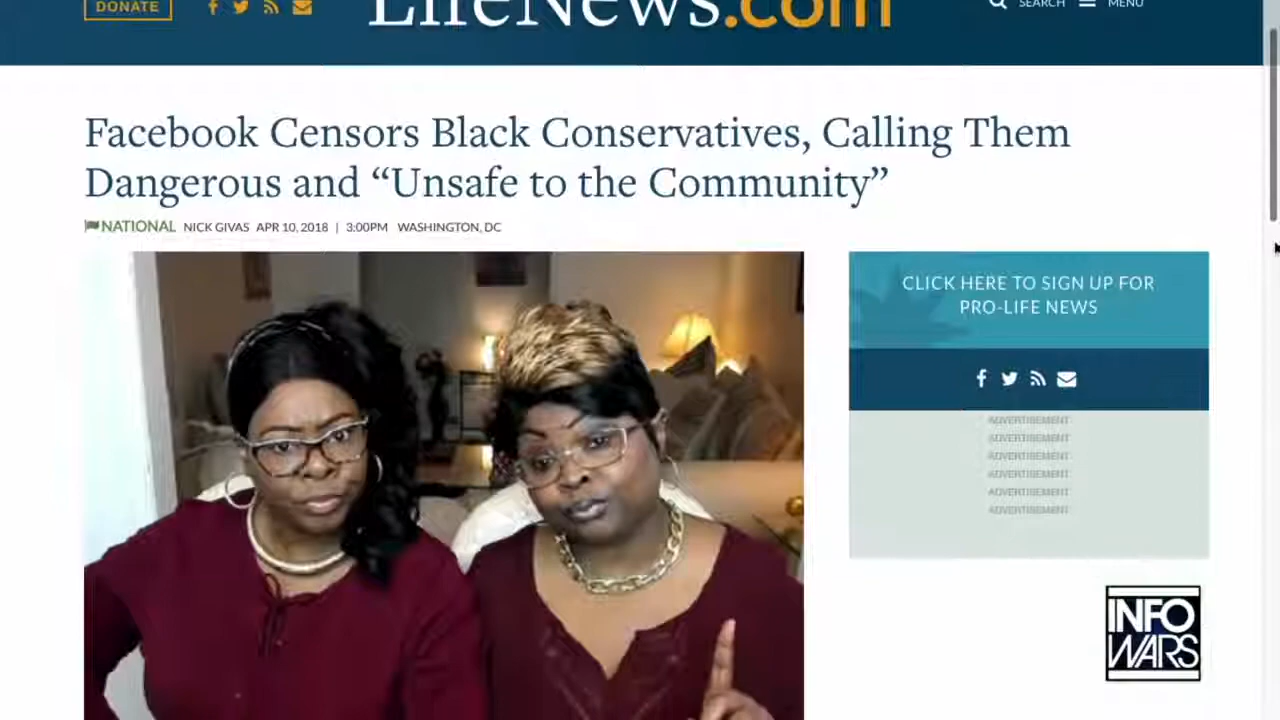 DONATE
LifeNews.com
SEARCH
MENU
Facebook Censors Black Conservatives, Calling Them
Dangerous and “Unsafe to the Community”
NATIONAL NICK GIVAS APR 10, 2018 | 3:00PM WASHINGTON, DC
CLICK HERE TO SIGN UP FOR
PRO-LIFE NEWS
ADVERTISEMENT
ADVERTISEMENT
ADVERTISEMENT
ADVERTISEMENT
ADVERTISEMENT
ADVERTISEMENT
INFO
WARS